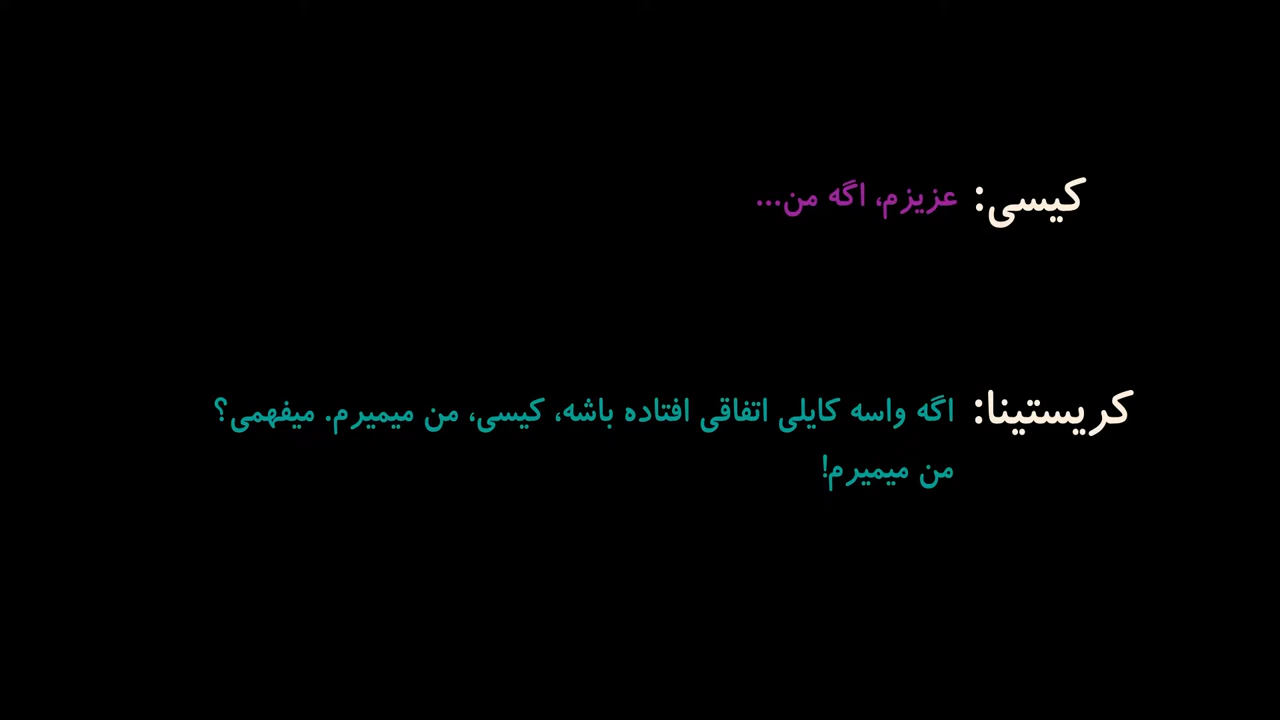 کیسی: عزیزم، اگه من...
کریستینا: اگه واسه کایلی اتفاقی افتاده باشه، کیسی، من میمیرم. میفهمی؟
من میمیرم!